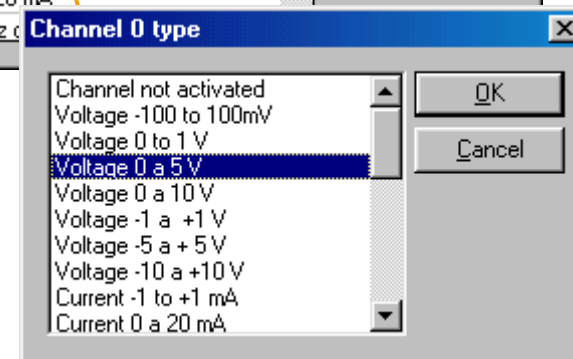 Channel 0 type
Channel not activated
Voltage -100 to 100mV
Voltage 0 to 1 V
Voltage 0 a 5 V
Voltage 0 a 10 V
Voltage -1 a +1 V
Voltage -5 a + 5 V
Voltage -10 a +10 V
Current -1 to +1 mA
Current 0 a 20 mA
OK
Cancel